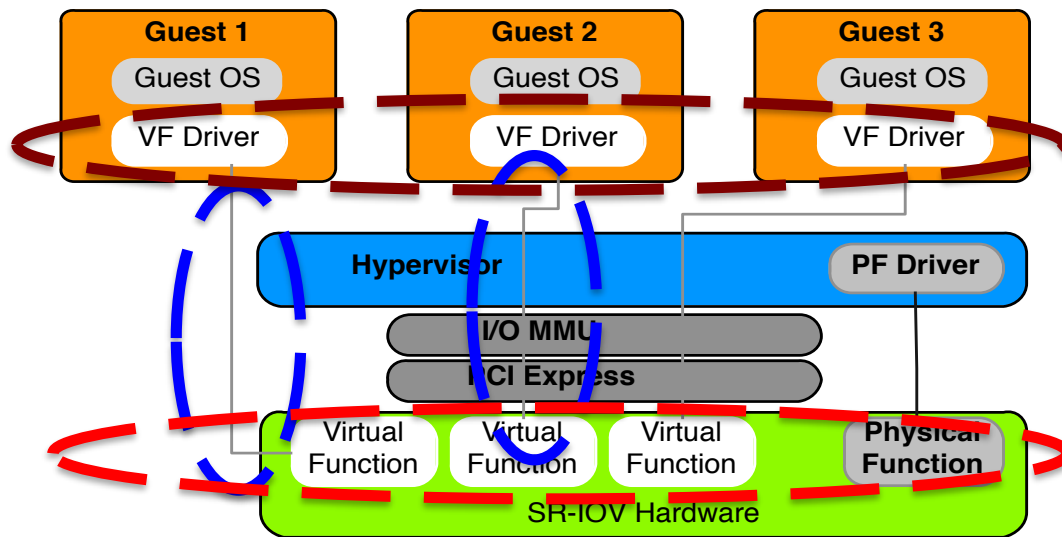 Guest 1
Guest 2
Guest 3
Guest OS
Guest OS
Guest OS
VF Driver
VF Driver
VF Driver
Hypervisor
PF Driver
I/O MMU
PCI Express
Virtual
Function
Virtual
Function
Virtual
Function
Physical
Function
SR-IOV Hardware